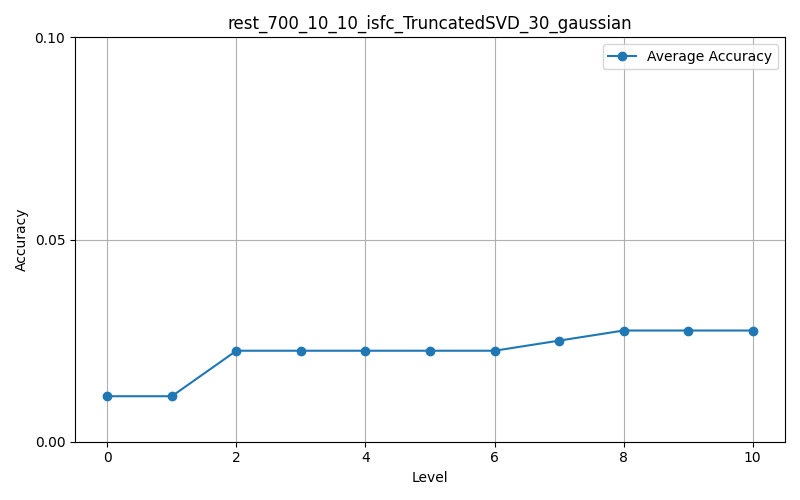 rest_700_10_10_isfc_TruncatedSVD_30_gaussian
Average Accuracy
0.10
0.05
0.00
Accuracy
0 2 4 6 8 10
Level